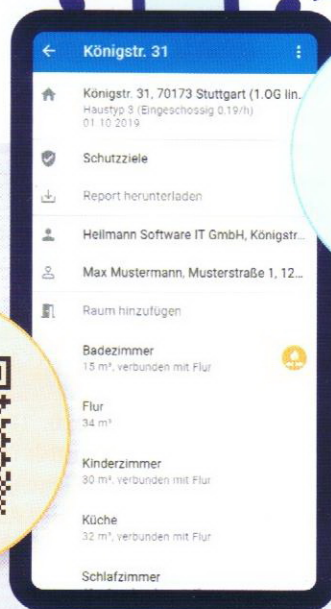 Königstr. 31
Königstr. 31, 70173 Stuttgart (1.OG lin...
Haustyp 3 (Eingeschossig 0.19/h)
01.10.2019
Schutzziele
Report herunterladen
Heilmann Software IT GmbH, Königstr...
Max Mustermann, Musterstraße 1, 12...
Raum hinzufügen
Badezimmer
15 m³, verbunden mit Flur
Flur
34 m³
Kinderzimmer
30 m³, verbunden mit Flur
Küche
32 m³, verbunden mit Flur
Schlafzimmer